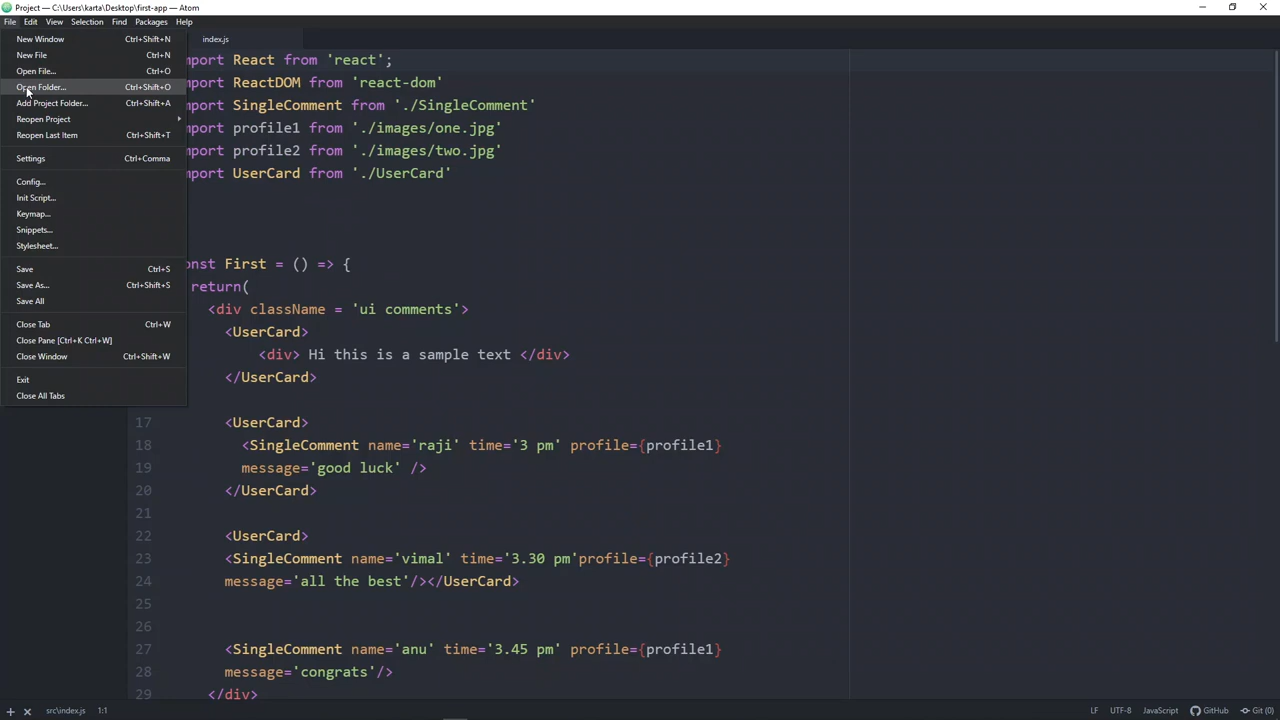 Project — C:\Users\karta\Desktop\first-app — Atom
File Edit View Selection Find Packages Help
New Window Ctrl+Shift+N
New File Ctrl+N
Open File... Ctrl+O
Open Folder... Ctrl+Shift+O
Add Project Folder... Ctrl+Shift+A
Reopen Project
Reopen Last Item Ctrl+Shift+T
Settings Ctrl+Comma
Config...
Init Script...
Keymap...
Snippets...
Stylesheet...
Save Ctrl+S
Save As... Ctrl+Shift+S
Save All
Close Tab Ctrl+W
Close Pane [Ctrl+K Ctrl+W]
Close Window Ctrl+Shift+W
Exit
Close All Tabs
index.js
mport React from 'react';
mport ReactDOM from 'react-dom'
mport SingleComment from './SingleComment'
mport profile1 from './images/one.jpg'
mport profile2 from './images/two.jpg'
mport UserCard from './UserCard'
onst First = () => {
return(
<div className = 'ui comments'>
<UserCard>
<div> Hi this is a sample text </div>
</UserCard>
17 <UserCard>
18 <SingleComment name='raji' time='3 pm' profile={profile1}
19 message='good luck' />
20 </UserCard>
21
22 <UserCard>
23 <SingleComment name='vimal' time='3.30 pm'profile={profile2}
24 message='all the best'/></UserCard>
25
26
27 <SingleComment name='anu' time='3.45 pm' profile={profile1}
28 message='congrats'/>
29 </div>
src\index.js 1:1 LF UTF-8 JavaScript GitHub Git (0)